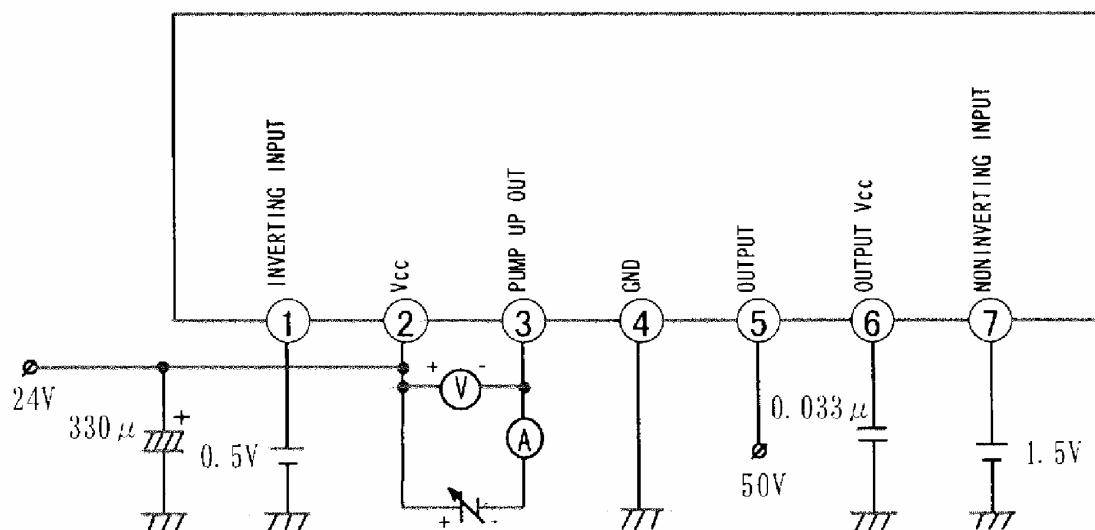 INVERTING INPUT
Vcc
PUMP UP OUT
GND
OUTPUT
OUTPUT Vcc
NONINVERTING INPUT
1
2
3
4
5
6
7
24V
330μ
+
0.5V
+
V
-
A
+
-
50V
0.033μ
1.5V